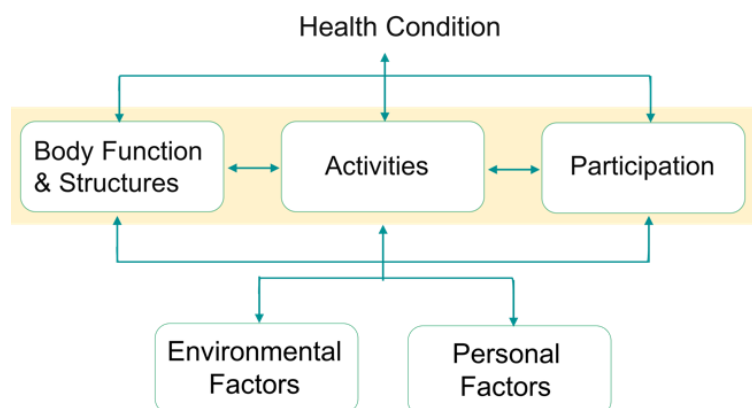 Health Condition
Body Function
& Structures
Activities
Participation
Environmental
Factors
Personal
Factors